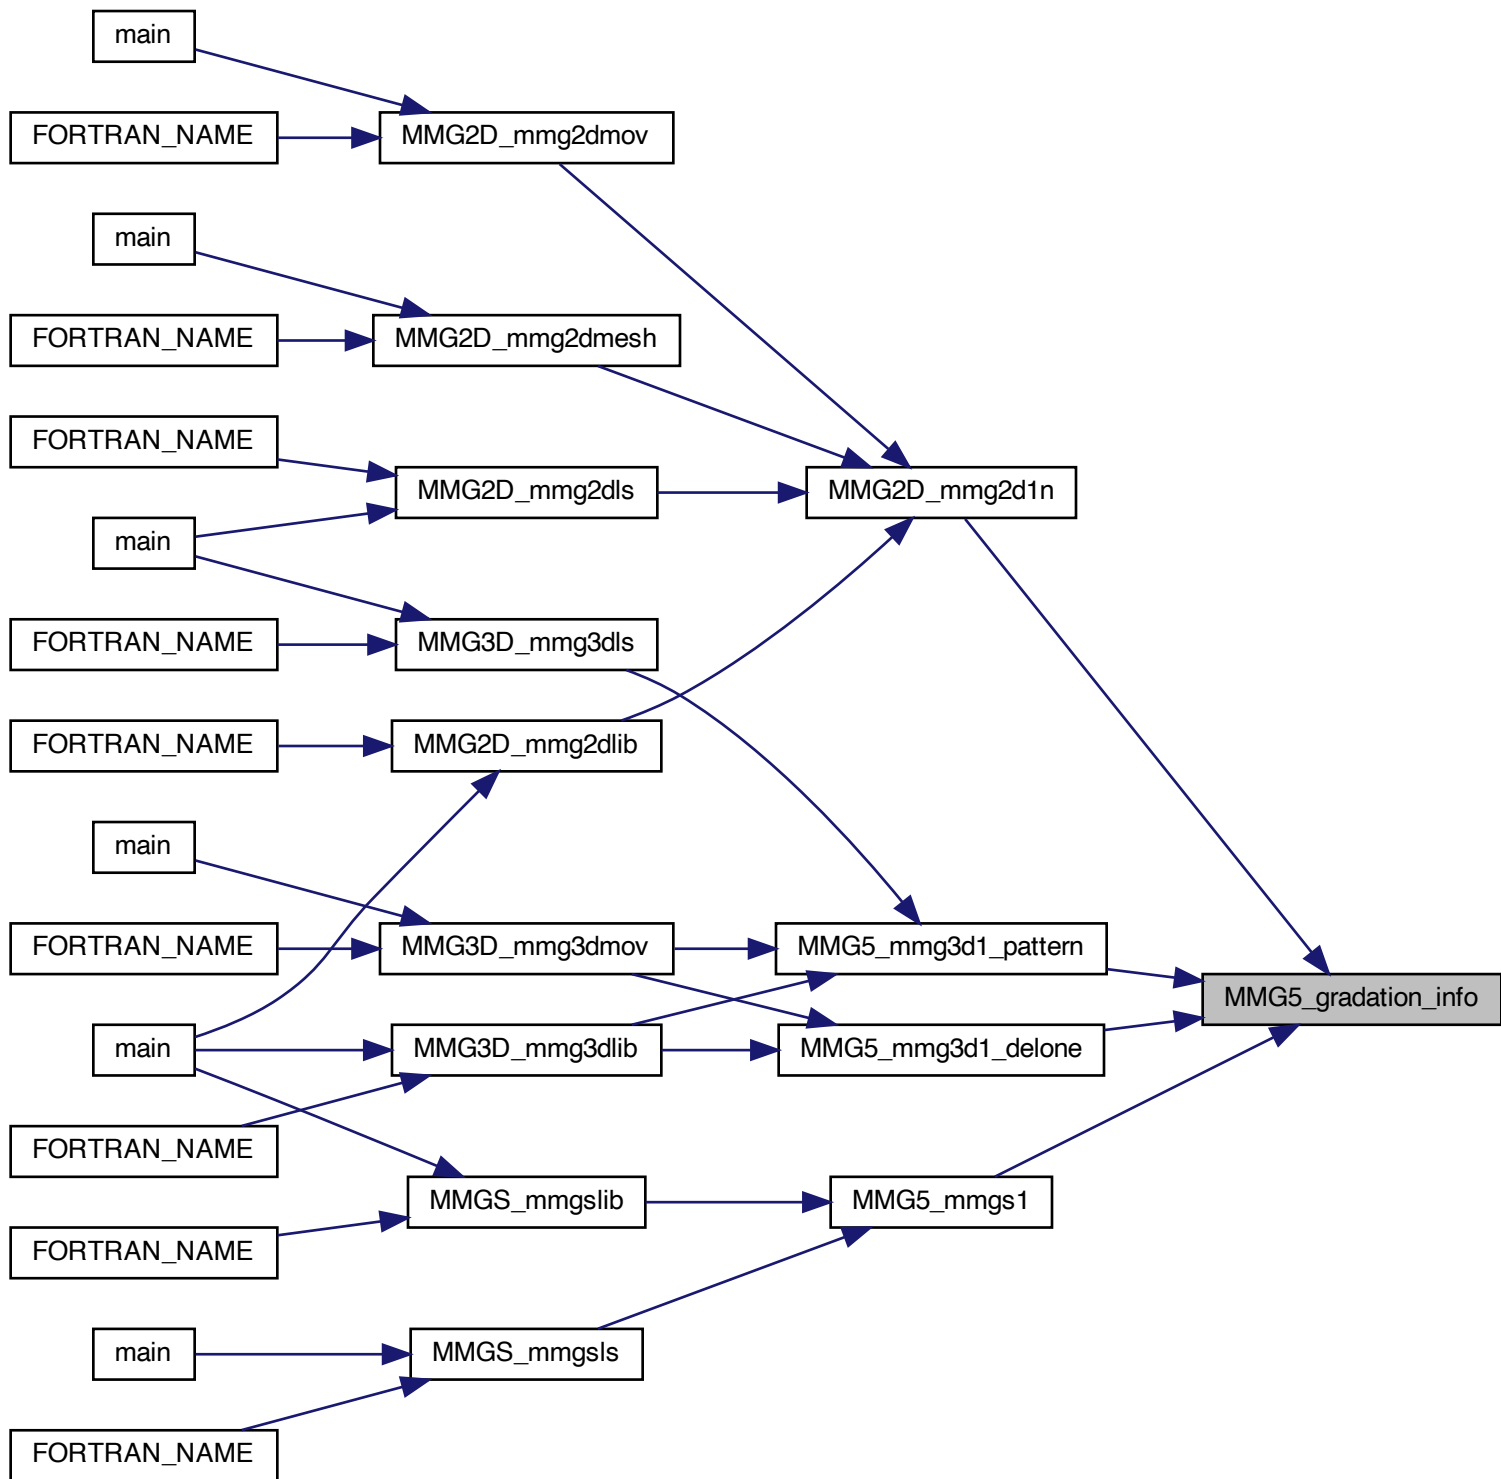 main
FORTRAN_NAME
MMG2D_mmg2dmov
main
FORTRAN_NAME
MMG2D_mmg2dmesh
FORTRAN_NAME
MMG2D_mmg2dls
MMG2D_mmg2d1n
main
FORTRAN_NAME
MMG3D_mmg3dls
FORTRAN_NAME
MMG2D_mmg2dlib
main
FORTRAN_NAME
MMG3D_mmg3dmov
MMG5_mmg3d1_pattern
MMG5_gradation_info
main
MMG3D_mmg3dlib
MMG5_mmg3d1_delone
FORTRAN_NAME
MMGS_mmgslib
MMG5_mmgs1
FORTRAN_NAME
main
MMGS_mmgsls
FORTRAN_NAME